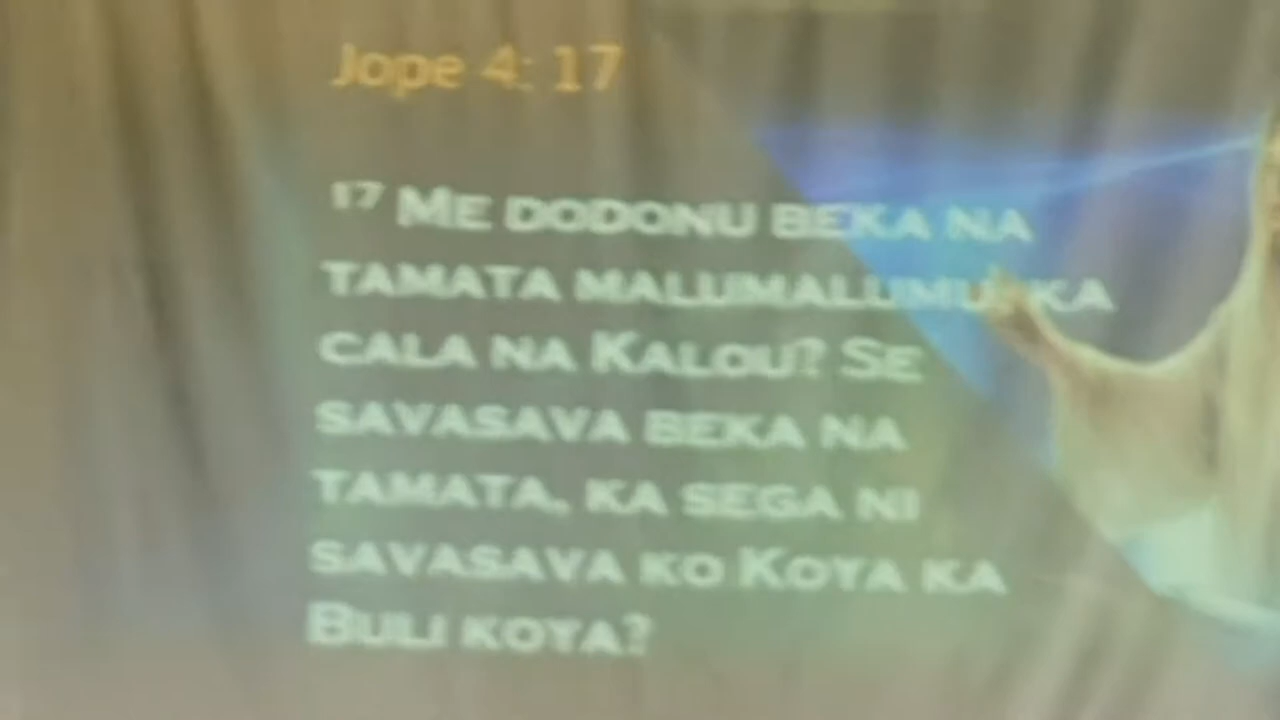 Jope 4: 17
17 ME DODONU BEKA NA
TAMATA MALUMALUMU, KA
CALA NA KALOU? SE
SAVASAVA BEKA NA
TAMATA, KA SEGA NI
SAVASAVA KO KOYA KA
BULI KOYA?